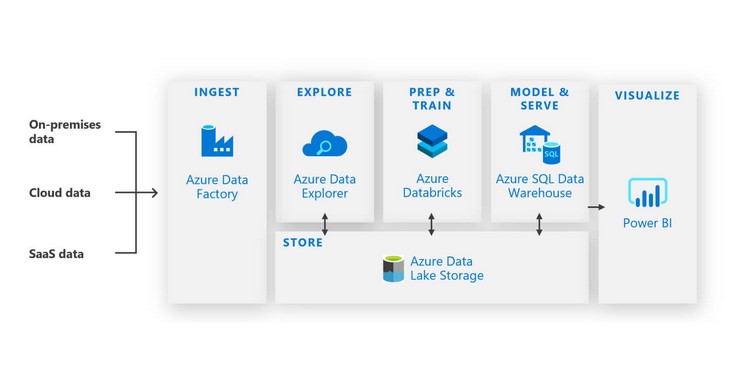 On-premises
data
Cloud data
SaaS data
INGEST
Azure Data
Factory
EXPLORE
Azure Data
Explorer
PREP &
TRAIN
Azure
Databricks
MODEL &
SERVE
SQL
Azure SQL Data
Warehouse
STORE
Azure Data
Lake Storage
VISUALIZE
Power BI